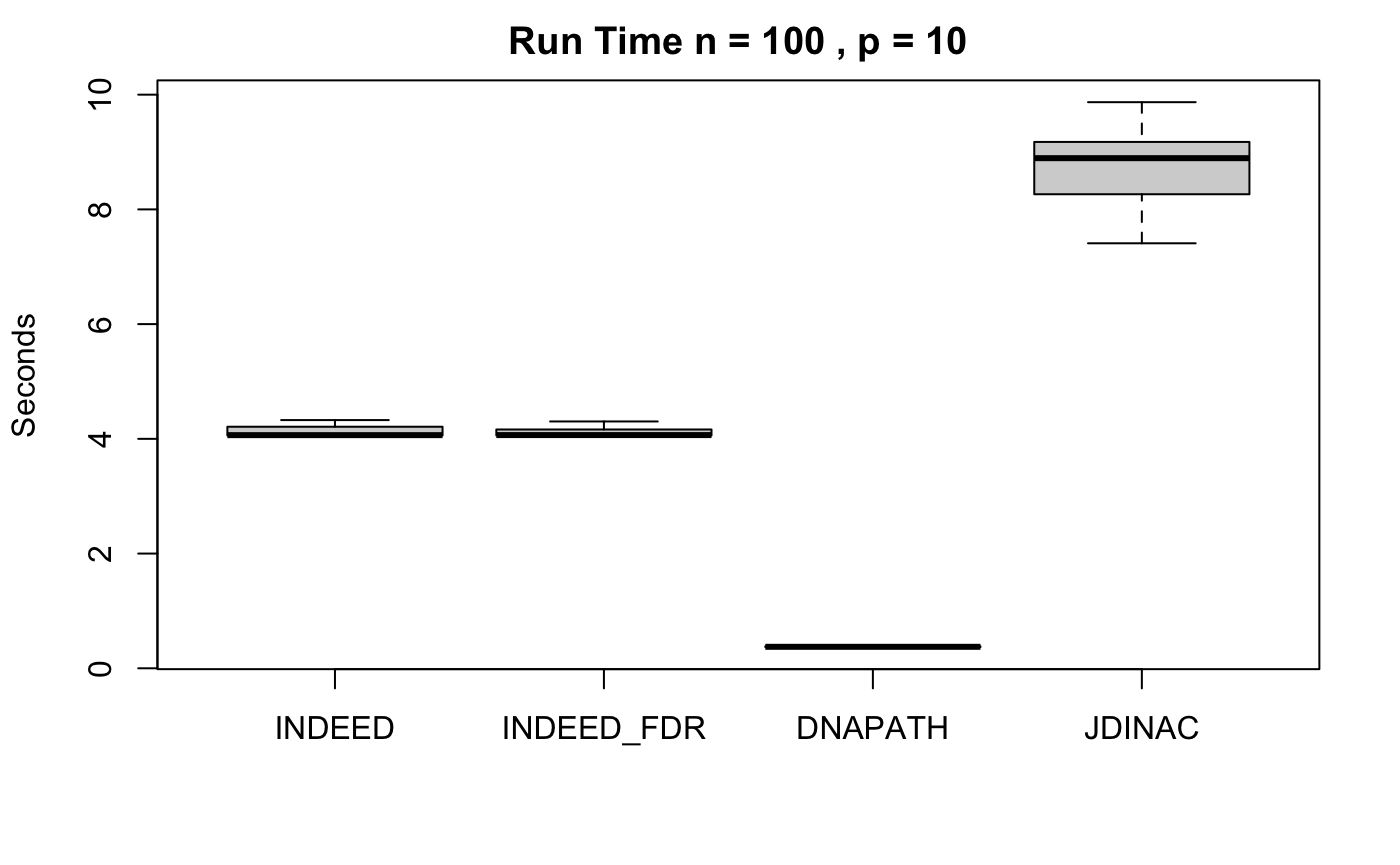 Run Time n = 100 , p = 10
Seconds
10
8
6
4
2
0
INDEED INDEED_FDR DNAPATH JDINAC